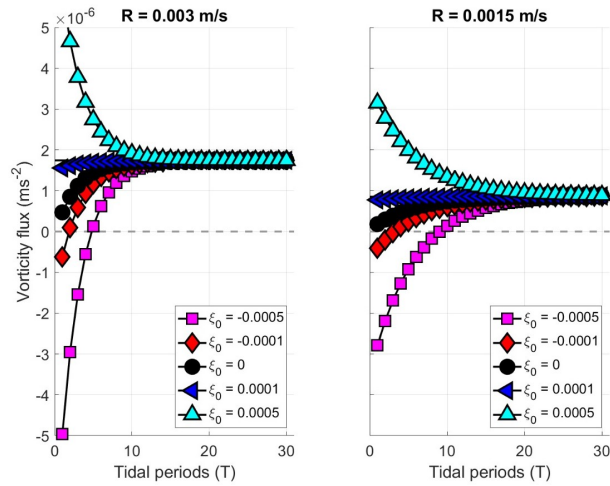 R = 0.003 m/s
R = 0.0015 m/s
×10⁻⁶
5
4
3
2
1
0
-1
-2
-3
-4
-5
Vorticity flux (ms⁻²)
ξ₀ = -0.0005
ξ₀ = -0.0001
ξ₀ = 0
ξ₀ = 0.0001
ξ₀ = 0.0005
ξ₀ = -0.0005
ξ₀ = -0.0001
ξ₀ = 0
ξ₀ = 0.0001
ξ₀ = 0.0005
0 10 20 30
0 10 20 30
Tidal periods (T)
Tidal periods (T)